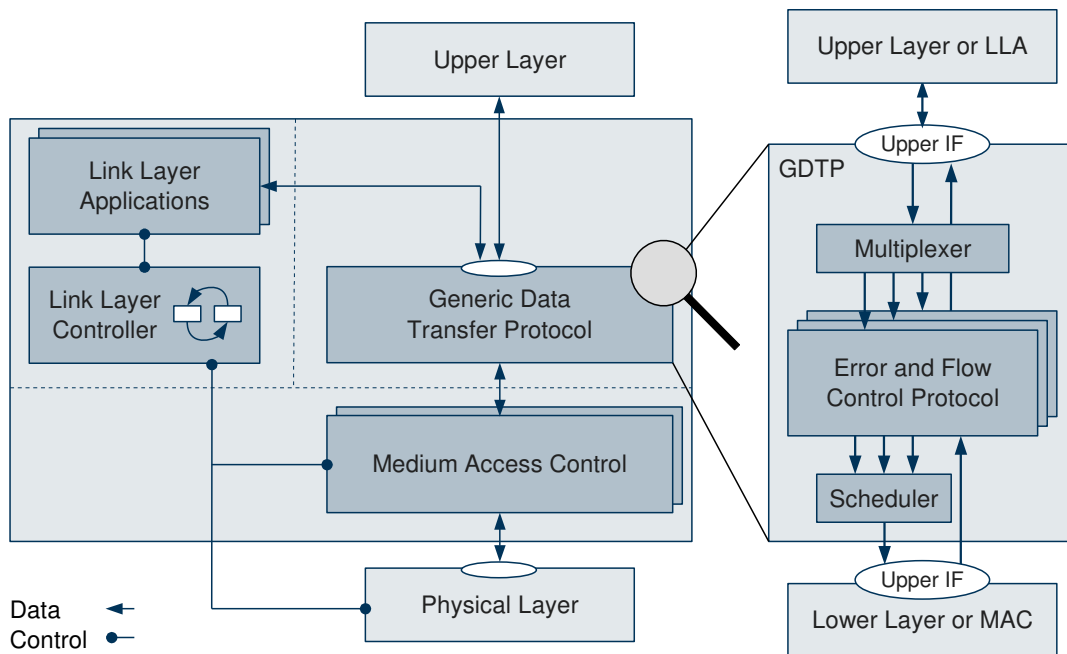 Upper Layer
Link Layer
Applications
Link Layer
Controller
Generic Data
Transfer Protocol
Medium Access Control
Physical Layer
Data
Control
Upper Layer or LLA
Upper IF
GDTP
Multiplexer
Error and Flow
Control Protocol
Scheduler
Upper IF
Lower Layer or MAC